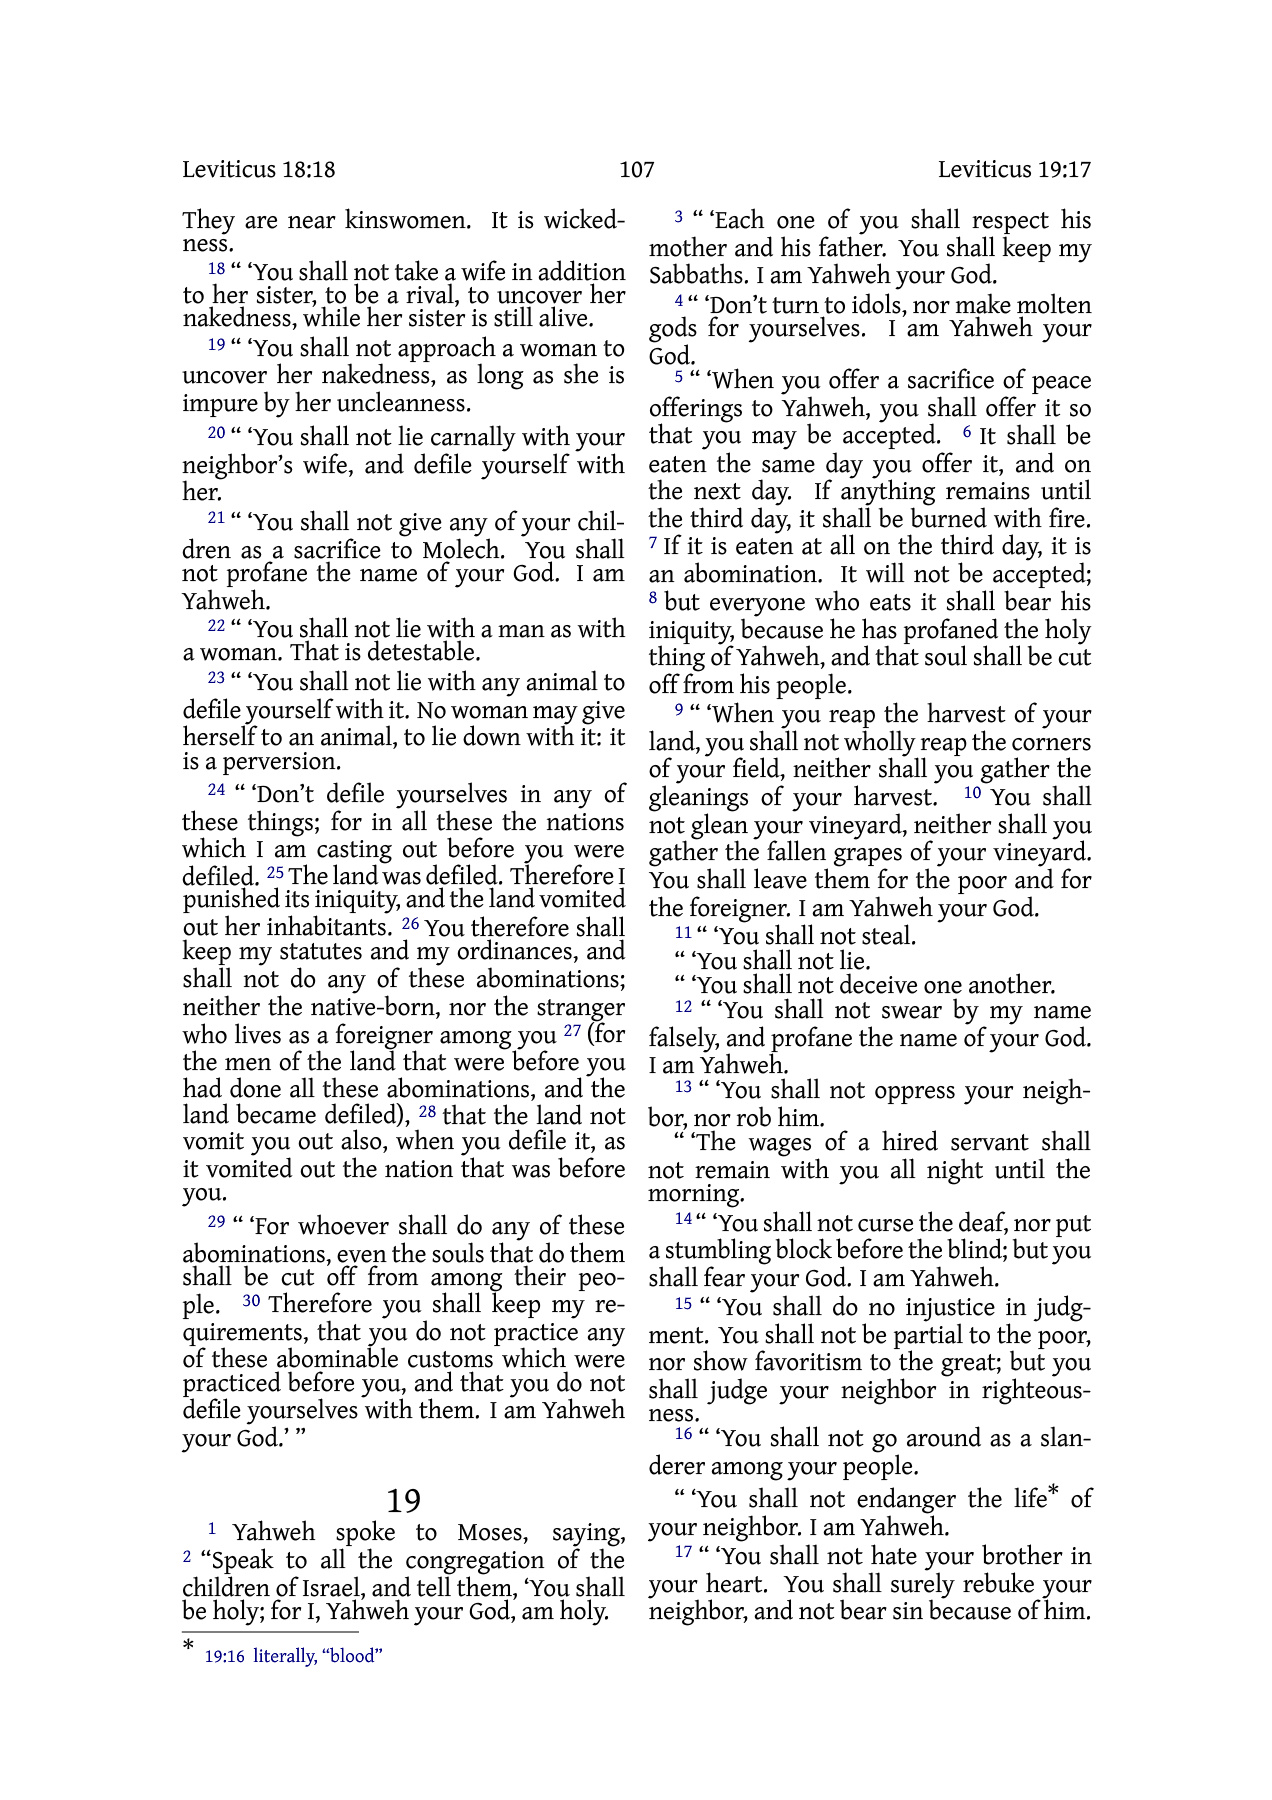 Leviticus 18:18 107 Leviticus 19:17
They are near kinswomen. It is wicked-
ness.
18 “ ‘You shall not take a wife in addition
to her sister, to be a rival, to uncover her
nakedness, while her sister is still alive.
19 “ ‘You shall not approach a woman to
uncover her nakedness, as long as she is
impure by her uncleanness.
20 “ ‘You shall not lie carnally with your
neighbor’s wife, and defile yourself with
her.
21 “ ‘You shall not give any of your chil-
dren as a sacrifice to Molech. You shall
not profane the name of your God. I am
Yahweh.
22 “ ‘You shall not lie with a man as with
a woman. That is detestable.
23 “ ‘You shall not lie with any animal to
defile yourself with it. No woman may give
herself to an animal, to lie down with it: it
is a perversion.
24 “ ‘Don’t defile yourselves in any of
these things; for in all these the nations
which I am casting out before you were
defiled. 25 The land was defiled. Therefore I
punished its iniquity, and the land vomited
out her inhabitants. 26 You therefore shall
keep my statutes and my ordinances, and
shall not do any of these abominations;
neither the native-born, nor the stranger
who lives as a foreigner among you 27 (for
the men of the land that were before you
had done all these abominations, and the
land became defiled), 28 that the land not
vomit you out also, when you defile it, as
it vomited out the nation that was before
you.
29 “ ‘For whoever shall do any of these
abominations, even the souls that do them
shall be cut off from among their peo-
ple. 30 Therefore you shall keep my re-
quirements, that you do not practice any
of these abominable customs which were
practiced before you, and that you do not
defile yourselves with them. I am Yahweh
your God.’ ”
19
1 Yahweh spoke to Moses, saying,
2 “Speak to all the congregation of the
children of Israel, and tell them, ‘You shall
be holy; for I, Yahweh your God, am holy.
3 “ ‘Each one of you shall respect his
mother and his father. You shall keep my
Sabbaths. I am Yahweh your God.
4 “ ‘Don’t turn to idols, nor make molten
gods for yourselves. I am Yahweh your
God.
5 “ ‘When you offer a sacrifice of peace
offerings to Yahweh, you shall offer it so
that you may be accepted. 6 It shall be
eaten the same day you offer it, and on
the next day. If anything remains until
the third day, it shall be burned with fire.
7 If it is eaten at all on the third day, it is
an abomination. It will not be accepted;
8 but everyone who eats it shall bear his
iniquity, because he has profaned the holy
thing of Yahweh, and that soul shall be cut
off from his people.
9 “ ‘When you reap the harvest of your
land, you shall not wholly reap the corners
of your field, neither shall you gather the
gleanings of your harvest. 10 You shall
not glean your vineyard, neither shall you
gather the fallen grapes of your vineyard.
You shall leave them for the poor and for
the foreigner. I am Yahweh your God.
11 “ ‘You shall not steal.
“ ‘You shall not lie.
“ ‘You shall not deceive one another.
12 “ ‘You shall not swear by my name
falsely, and profane the name of your God.
I am Yahweh.
13 “ ‘You shall not oppress your neigh-
bor, nor rob him.
“ ‘The wages of a hired servant shall
not remain with you all night until the
morning.
14 “ ‘You shall not curse the deaf, nor put
a stumbling block before the blind; but you
shall fear your God. I am Yahweh.
15 “ ‘You shall do no injustice in judg-
ment. You shall not be partial to the poor,
nor show favoritism to the great; but you
shall judge your neighbor in righteous-
ness.
16 “ ‘You shall not go around as a slan-
derer among your people.
“ ‘You shall not endanger the life* of
your neighbor. I am Yahweh.
17 “ ‘You shall not hate your brother in
your heart. You shall surely rebuke your
neighbor, and not bear sin because of him.
* 19:16 literally, “blood”